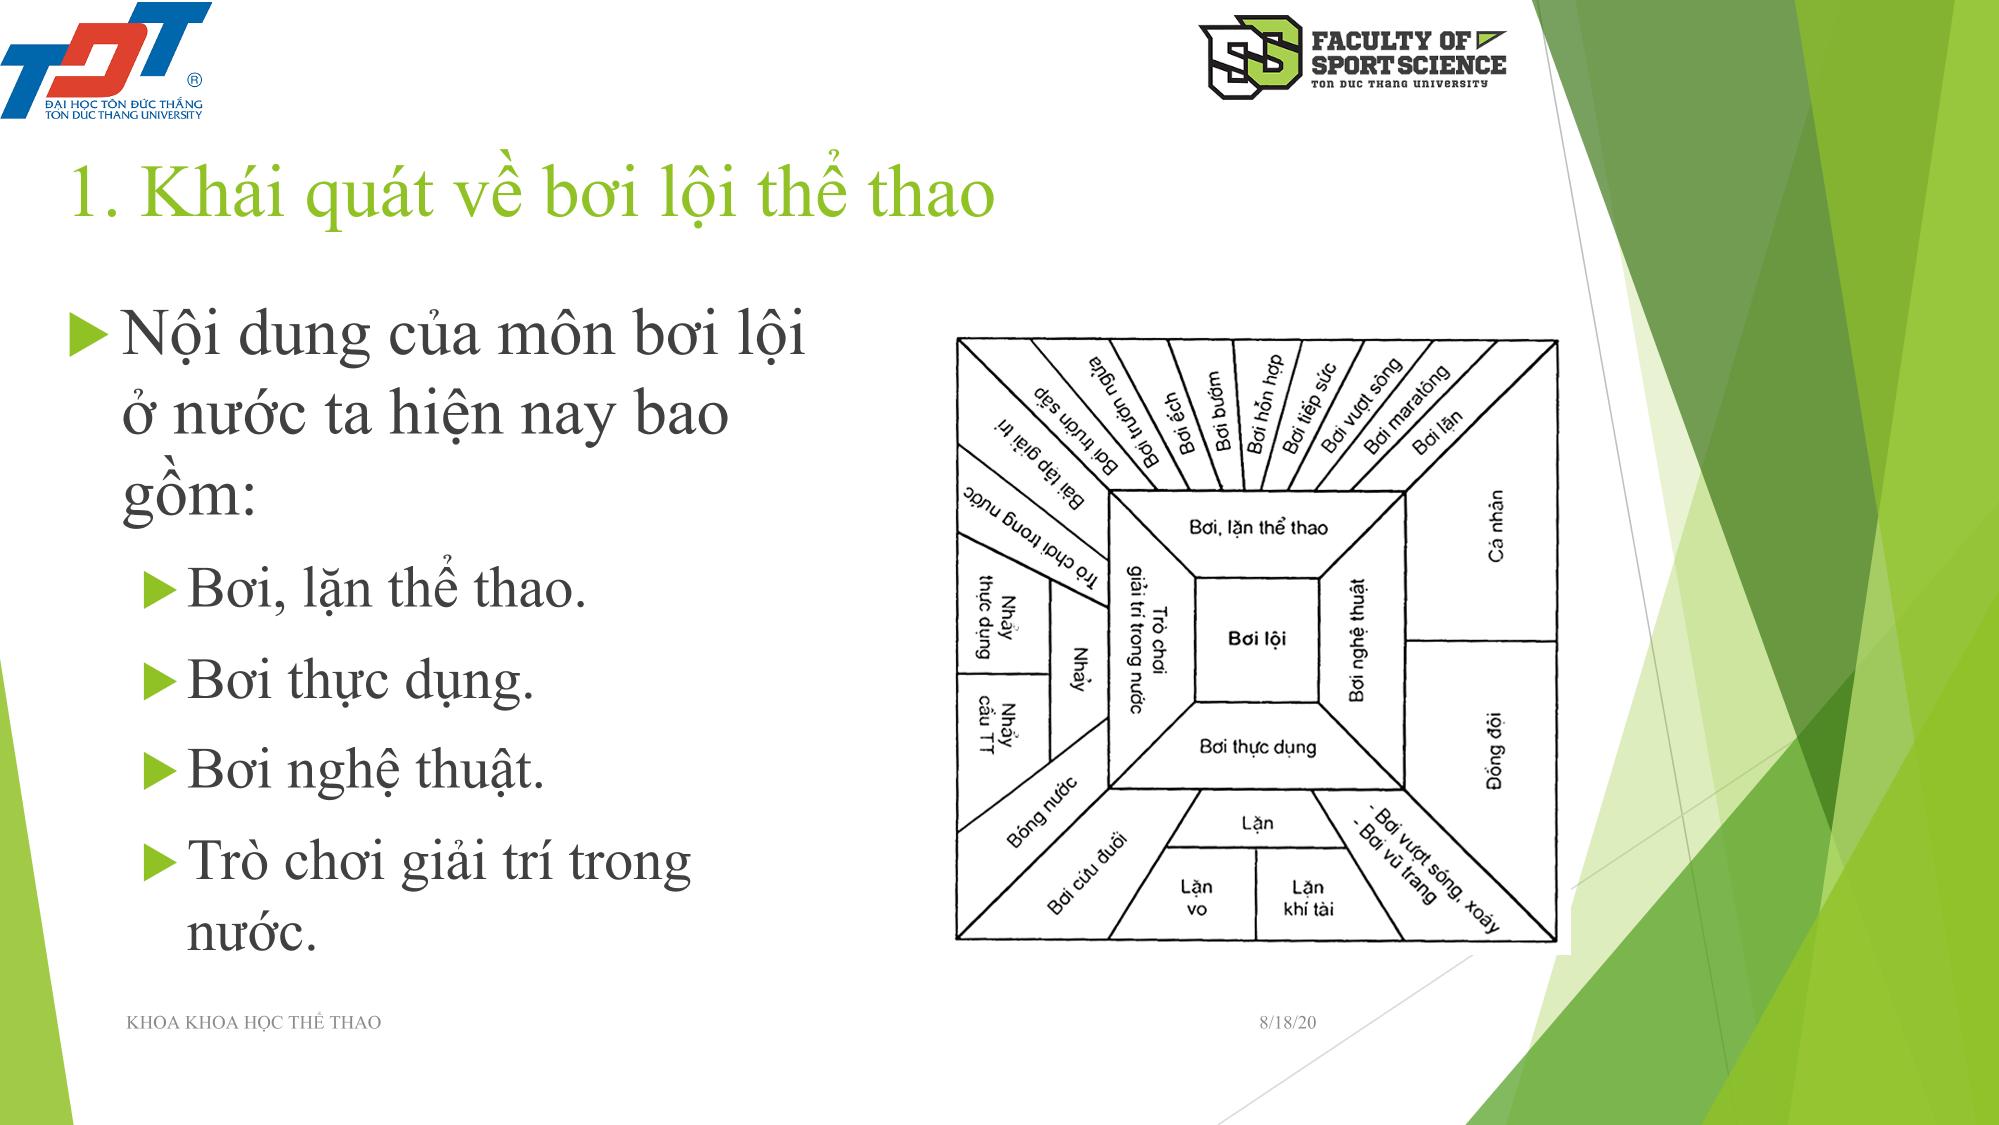 TDT
®
ĐẠI HỌC TÔN ĐỨC THẮNG
TON DUC THANG UNIVERSITY
SS
FACULTY OF
SPORT SCIENCE
TON DUC THANG UNIVERSITY
1. Khái quát về bơi lội thể thao
Nội dung của môn bơi lội
ở nước ta hiện nay bao
gồm:
Bơi, lặn thể thao.
Bơi thực dụng.
Bơi nghệ thuật.
Trò chơi giải trí trong
nước.
Bơi trườn sấp
Bơi trườn ngửa
Bơi ếch
Bơi bướm
Bơi hỗn hợp
Bơi tiếp sức
Bơi vượt sông
Bơi maratông
Bơi lặn
Bài tập giải trí
Trò chơi trong nước
Nhảy
thực dụng
Nhảy
cầu TT
Nhảy
Bóng nước
Bơi, lặn thể thao
Trò chơi
giải trí trong nước
Bơi lội
Bơi nghệ thuật
Bơi thực dụng
Cá nhân
Đồng đội
Bơi cứu đuối
Lặn
Lặn
vo
Lặn
khí tài
- Bơi vượt sóng, xoáy
- Bơi vũ trang
KHOA KHOA HỌC THỂ THAO
8/18/20